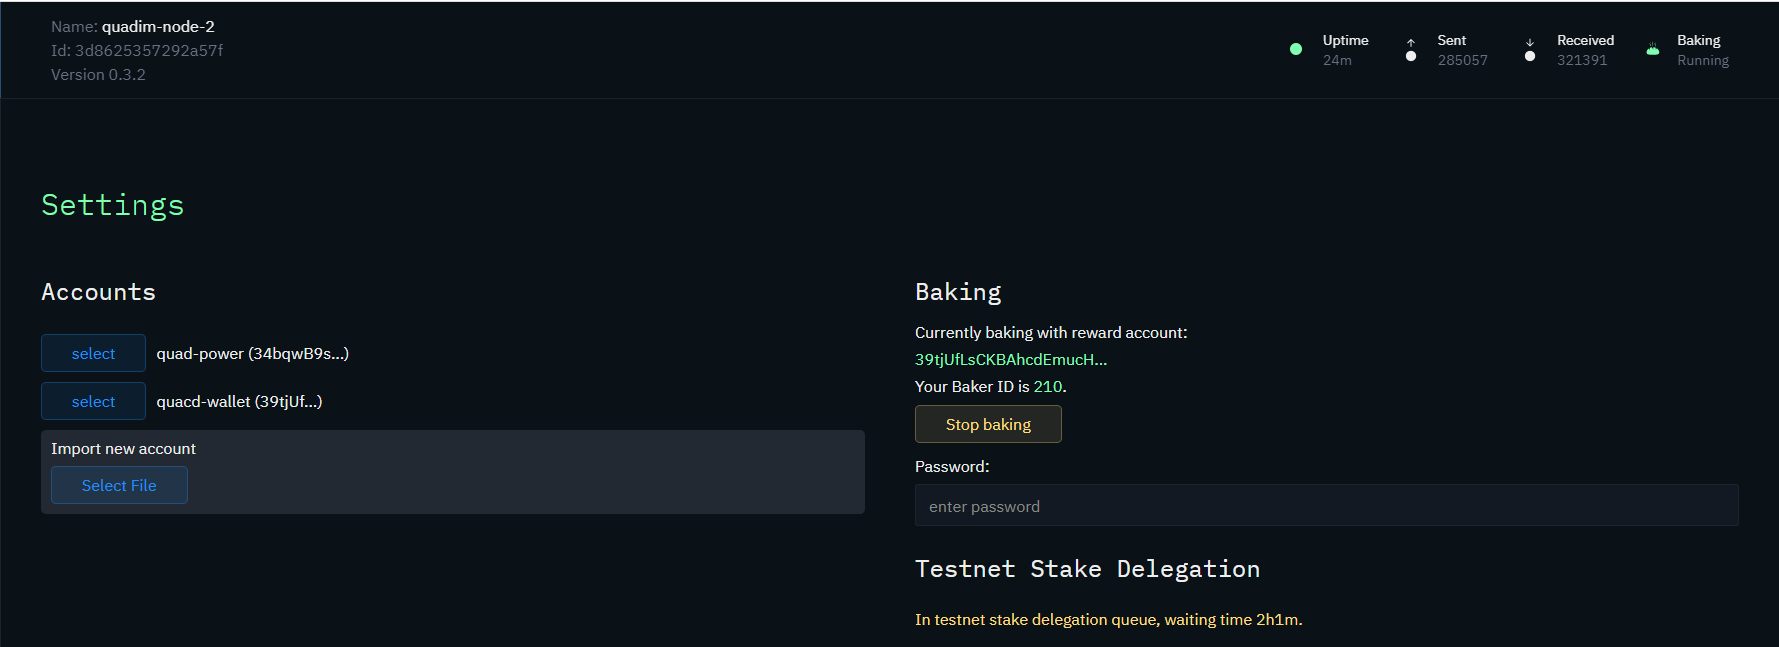 Name: quadim-node-2
Id: 3d8625357292a57f
Version 0.3.2
Uptime
24m
Sent
285057
Received
321391
Baking
Running
Settings
Accounts
select quad-power (34bqwB9s...)
select quacd-wallet (39tjUf...)
Import new account
Select File
Baking
Currently baking with reward account:
39tjUfLsCKBAhcdEmucH...
Your Baker ID is 210.
Stop baking
Password:
enter password
Testnet Stake Delegation
In testnet stake delegation queue, waiting time 2h1m.